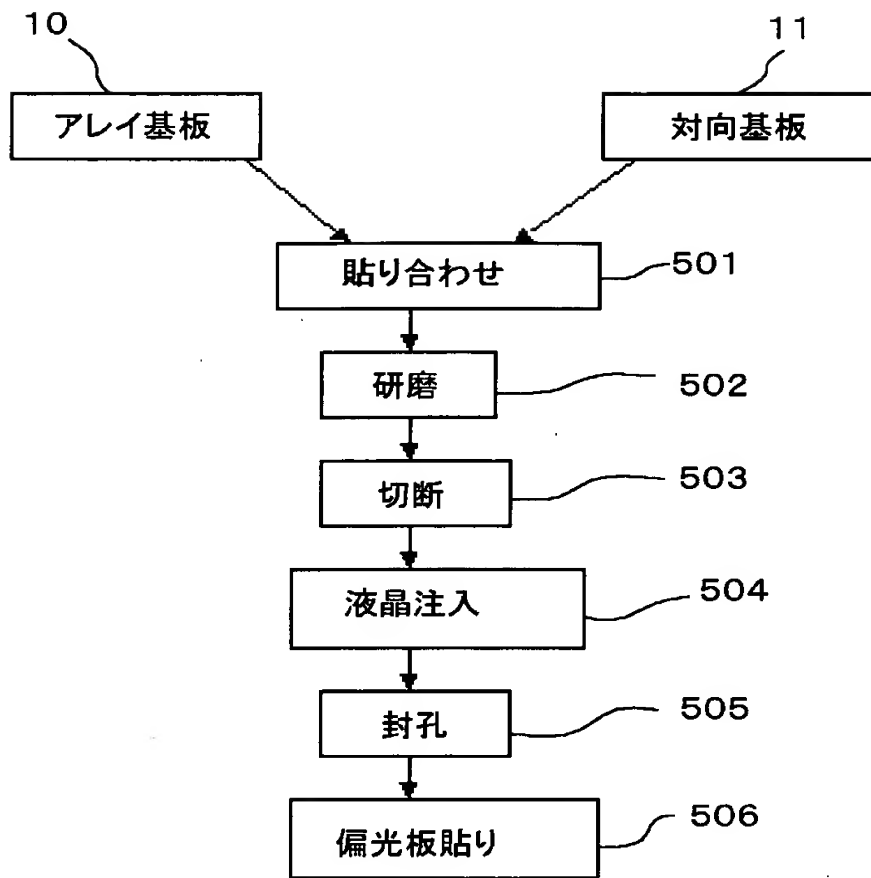 10
11
アレイ基板
対向基板
貼り合わせ
501
研磨
502
切断
503
液晶注入
504
封孔
505
偏光板貼り
506